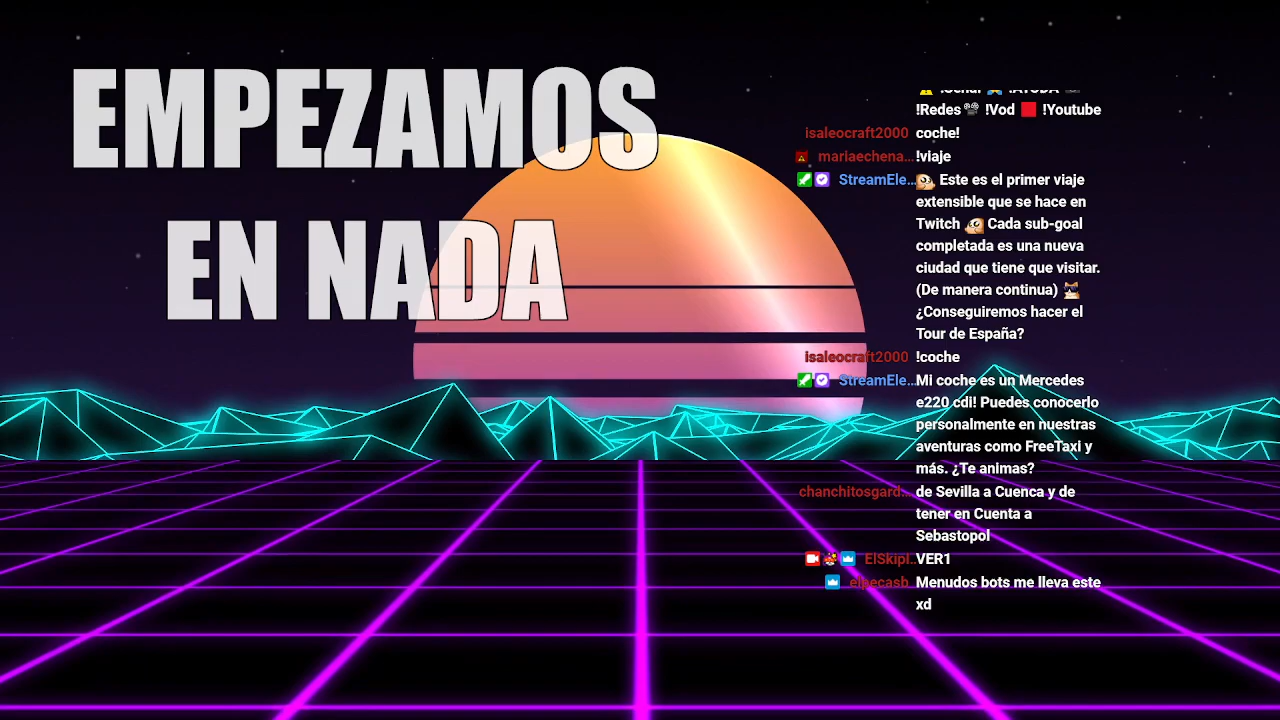 EMPEZAMOS
EN NADA
!Redes !Vod !Youtube
isaleocraft2000 coche!
mariaechena... !viaje
StreamEle... Este es el primer viaje
extensible que se hace en
Twitch Cada sub-goal
completada es una nueva
ciudad que tiene que visitar.
(De manera continua)
¿Conseguiremos hacer el
Tour de España?
isaleocraft2000 !coche
StreamEle... Mi coche es un Mercedes
e220 cdi! Puedes conocerlo
personalmente en nuestras
aventuras como FreeTaxi y
más. ¿Te animas?
chanchitosgard... de Sevilla a Cuenca y de
tener en Cuenta a
Sebastopol
ElSkipl... VER1
elpecasb Menudos bots me lleva este
xd